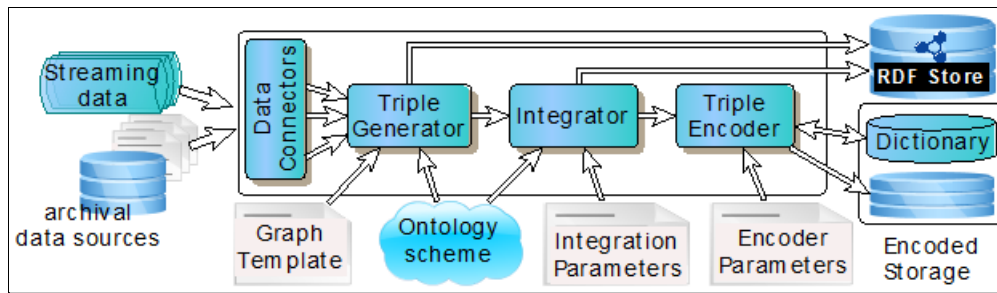 Streaming
data
archival
data sources
Data
Connectors
Triple
Generator
Integrator
Triple
Encoder
RDF Store
Dictionary
Encoded
Storage
Graph
Template
Ontology
scheme
Integration
Parameters
Encoder
Parameters